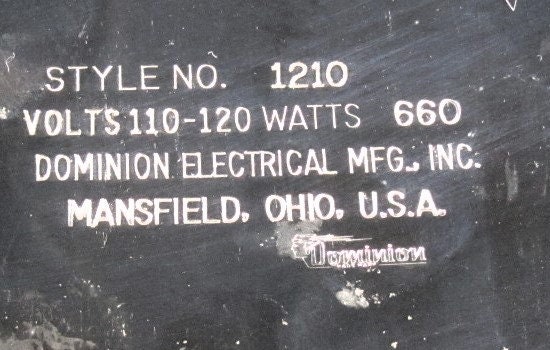 STYLE NO. 1210
VOLTS 110-120 WATTS 660
DOMINION ELECTRICAL MFG., INC.
MANSFIELD, OHIO, U.S.A.
Dominion